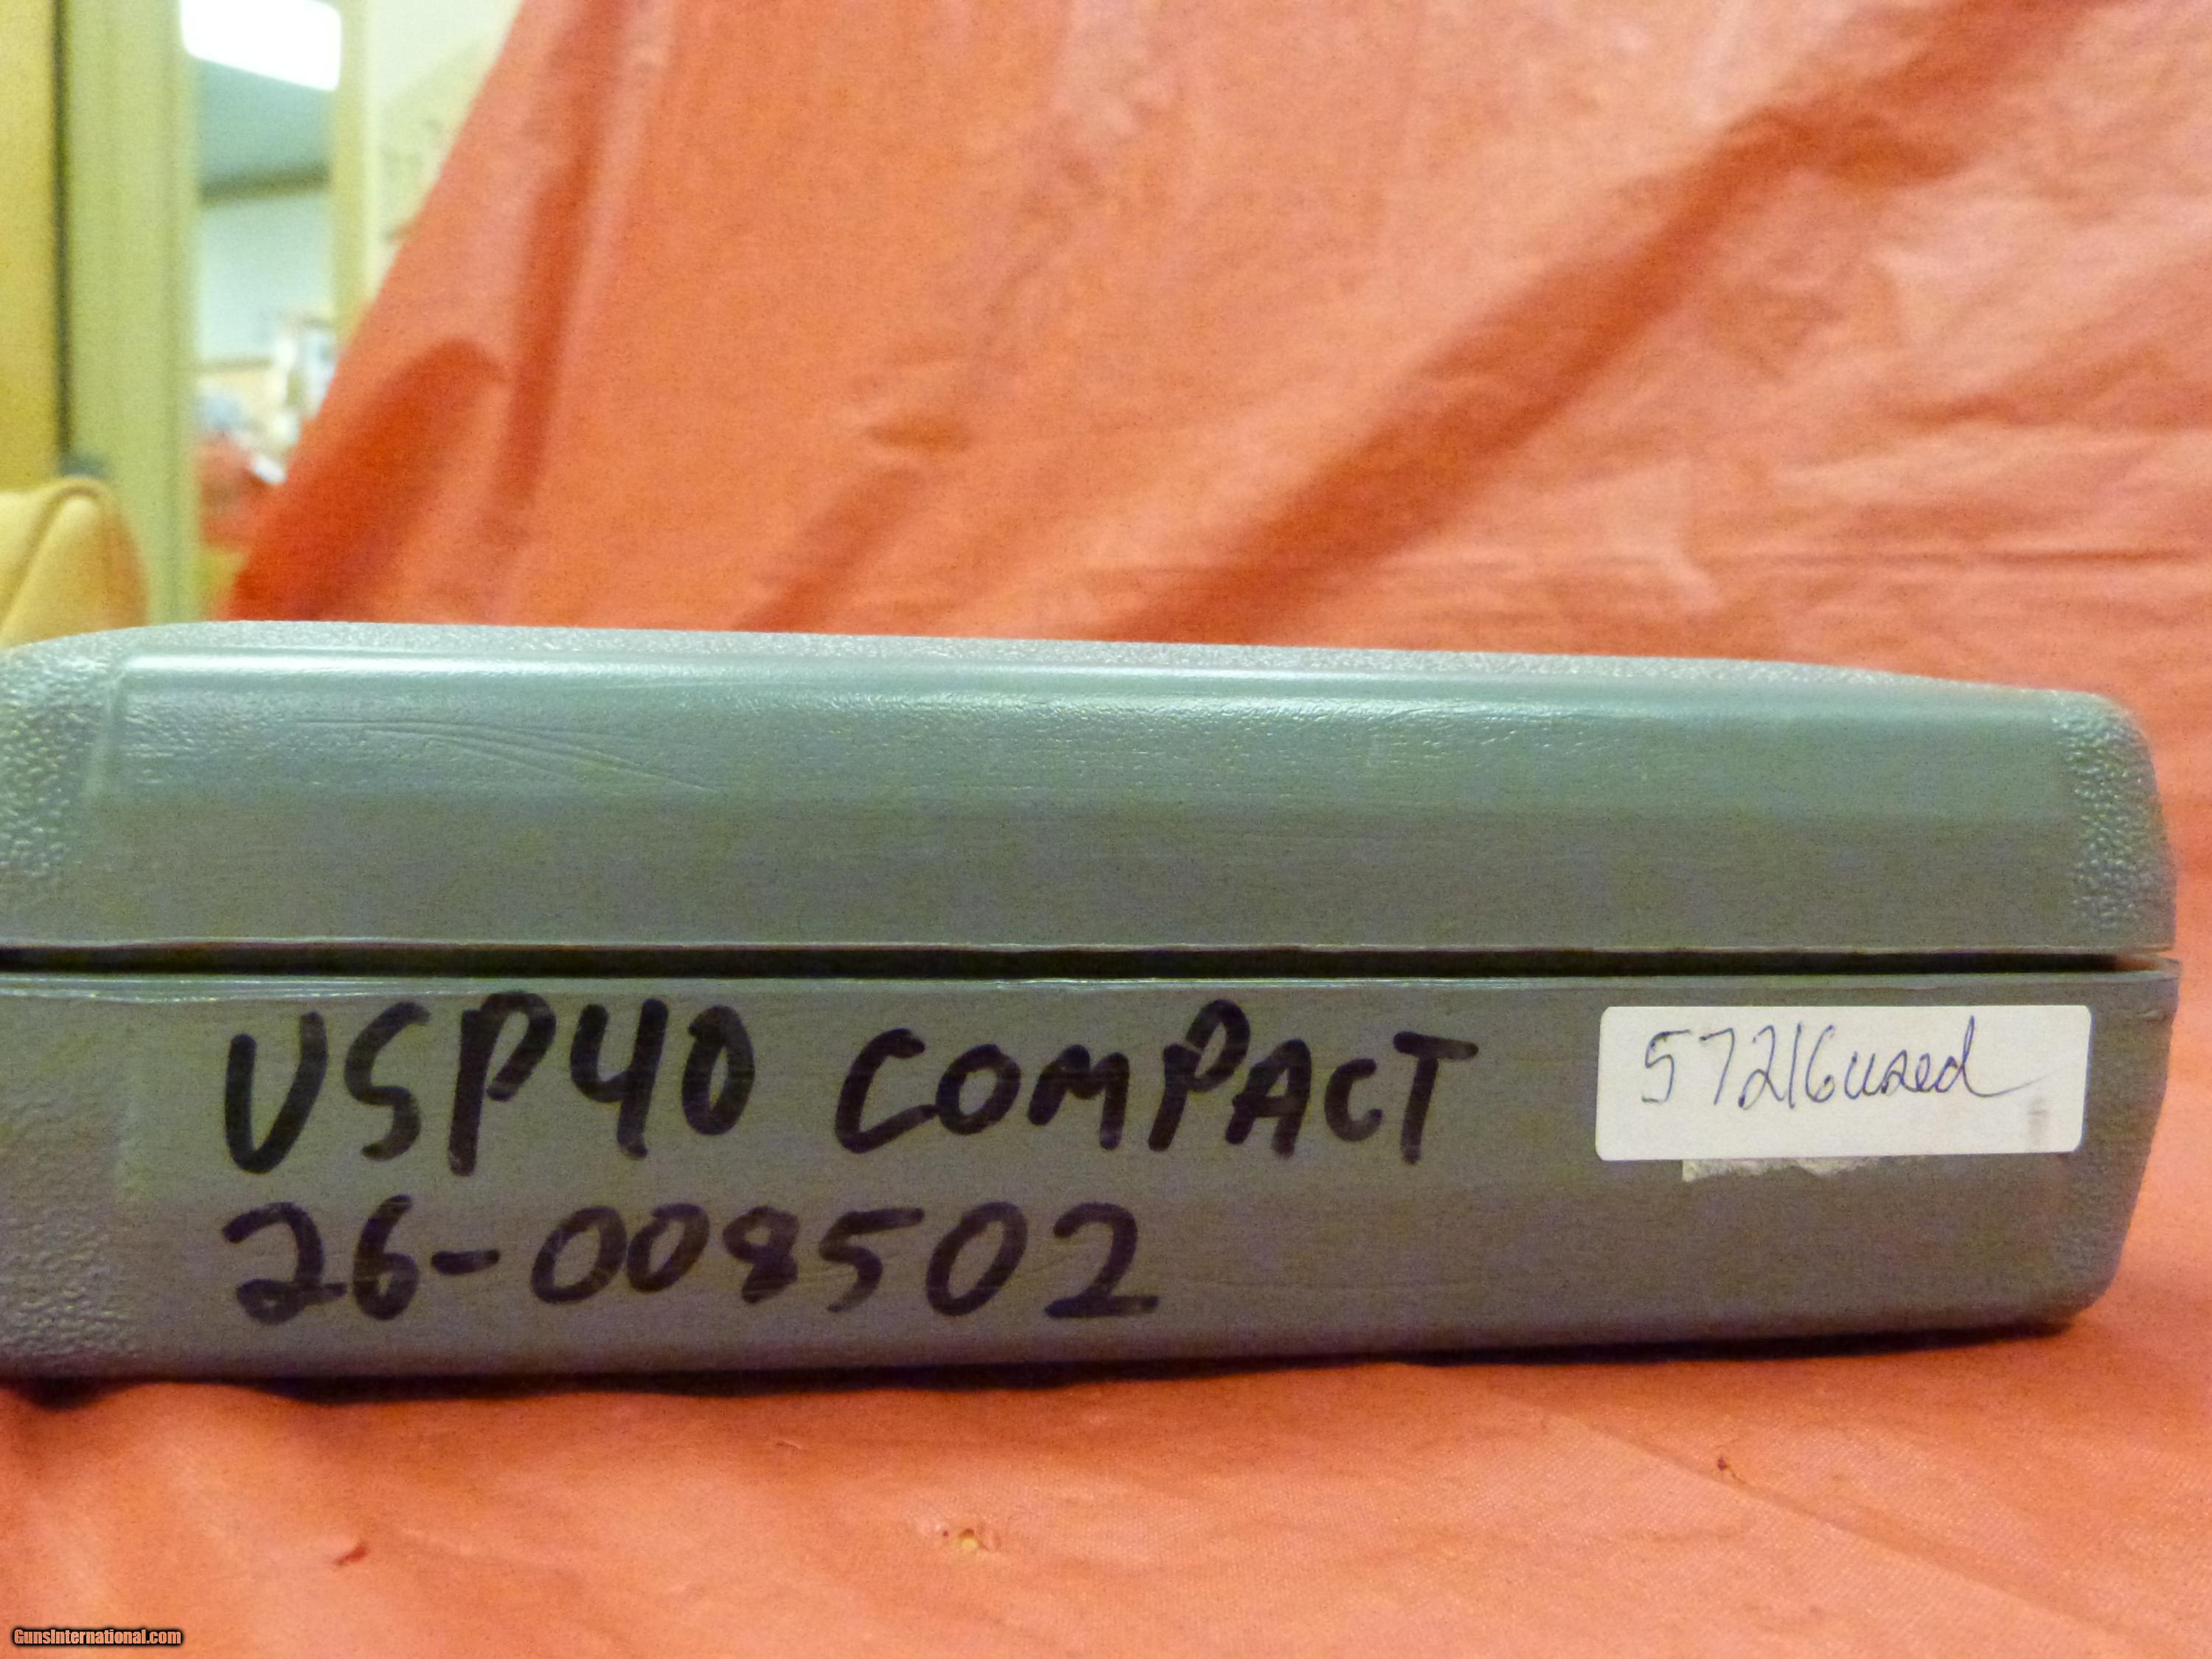 USP40 COMPACT
57216used
26-008502
GunsInternational.com